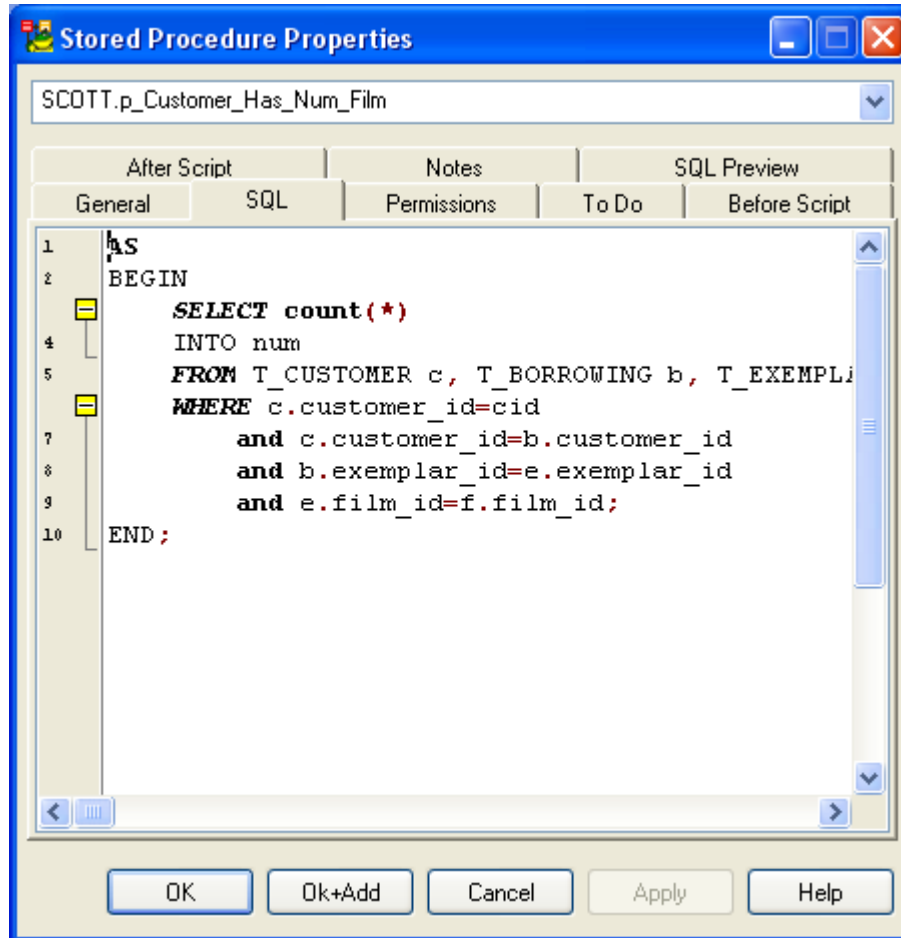 Stored Procedure Properties
SCOTT.p_Customer_Has_Num_Film
After Script Notes SQL Preview
General SQL Permissions To Do Before Script
1 AS
2 BEGIN
SELECT count(*)
4 INTO num
5 FROM T_CUSTOMER c, T_BORROWING b, T_EXEMPL
WHERE c.customer_id=cid
7 and c.customer_id=b.customer_id
8 and b.exemplar_id=e.exemplar_id
9 and e.film_id=f.film_id;
10 END;
OK Ok+Add Cancel Apply Help